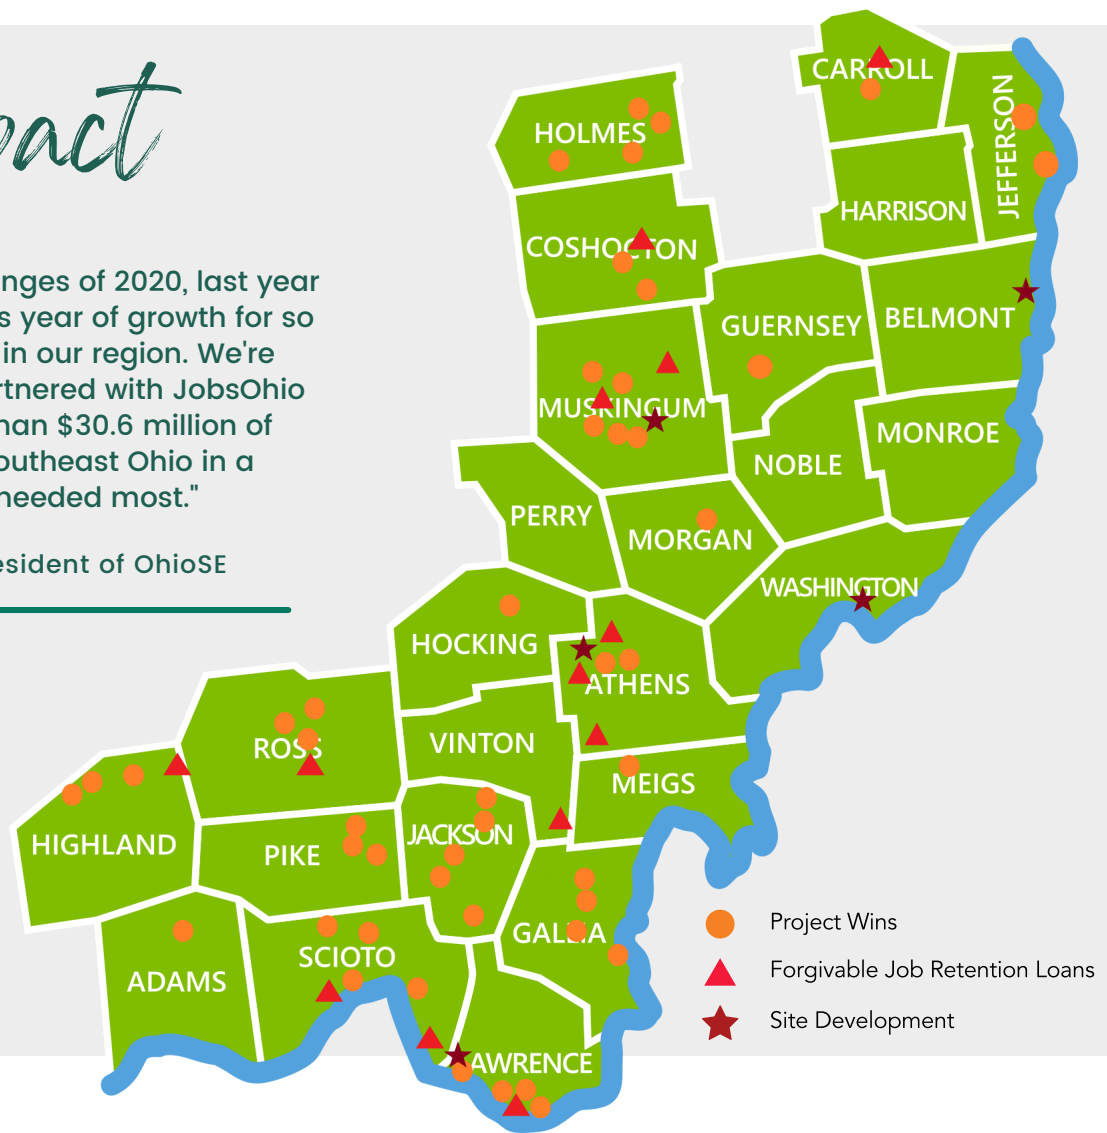 pact
nges of 2020, last year
s year of growth for so
in our region. We're
rtnered with JobsOhio
han $30.6 million of
outheast Ohio in a
needed most."
esident of OhioSE
CARROLL
JEFFERSON
HOLMES
HARRISON
COSHOCTON
BELMONT
GUERNSEY
MUSKINGUM
MONROE
NOBLE
PERRY
MORGAN
WASHINGTON
HOCKING
ATHENS
VINTON
ROSS
MEIGS
JACKSON
HIGHLAND
PIKE
GALLIA
SCIOTO
ADAMS
AWRENCE
Project Wins
Forgivable Job Retention Loans
Site Development